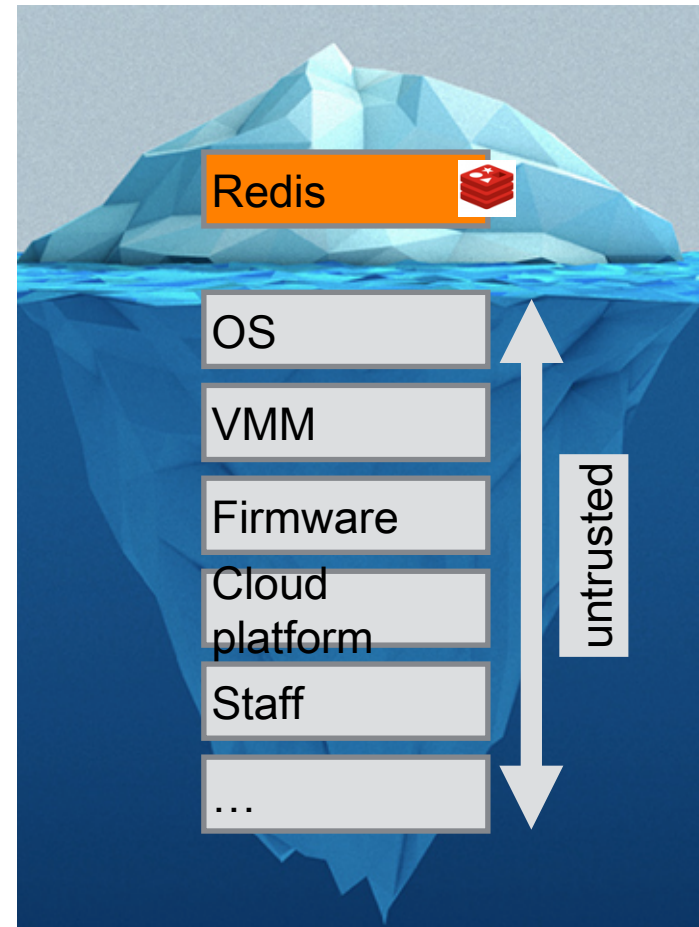 Redis
OS
VMM
Firmware
Cloud
platform
Staff
…
untrusted